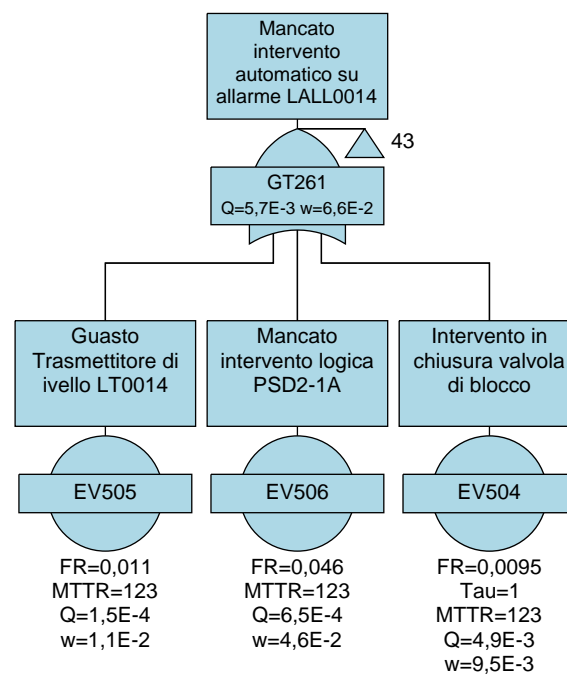 Mancato
intervento
automatico su
allarme LALL0014
43
GT261
Q=5,7E-3 w=6,6E-2
Guasto
Trasmettitore di
ivello LT0014
Mancato
intervento logica
PSD2-1A
Intervento in
chiusura valvola
di blocco
EV505
EV506
EV504
FR=0,011
MTTR=123
Q=1,5E-4
w=1,1E-2
FR=0,046
MTTR=123
Q=6,5E-4
w=4,6E-2
FR=0,0095
Tau=1
MTTR=123
Q=4,9E-3
w=9,5E-3